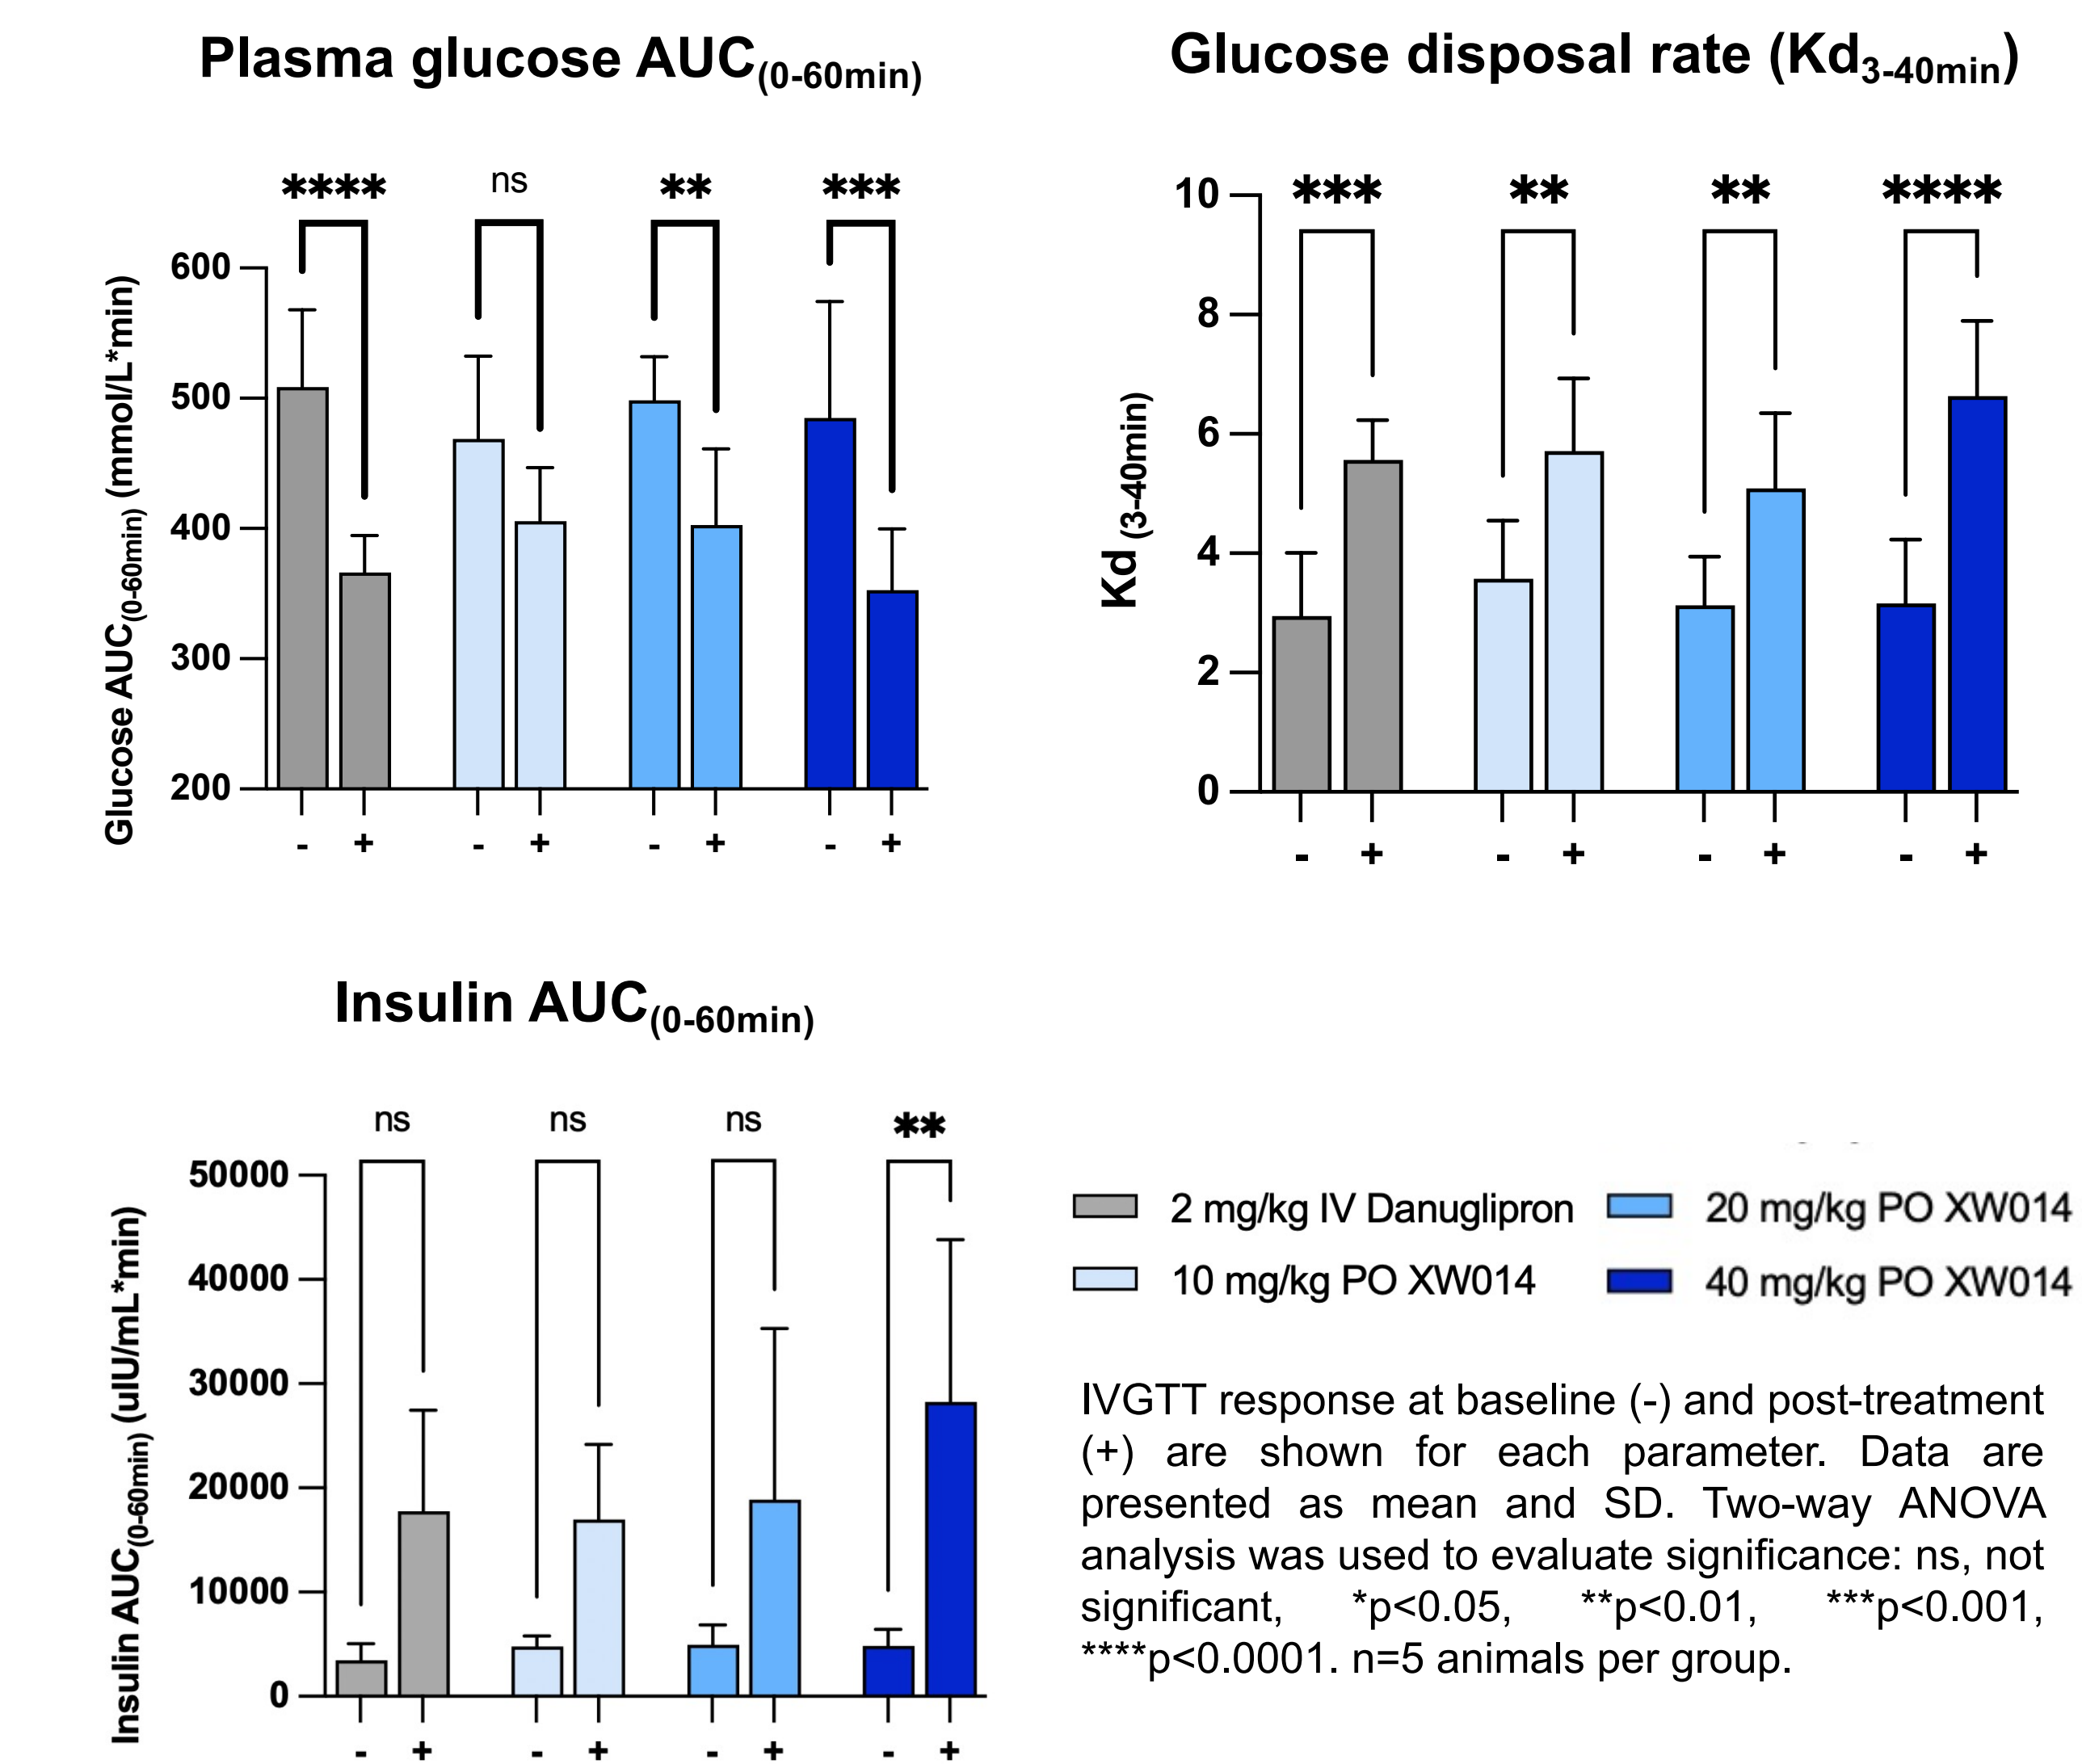 Plasma glucose AUC(0-60min)
Glucose disposal rate (Kd3-40min)
**** ns ** ***
600
500
400
300
200
Glucose AUC(0-60min) (mmol/L*min)
- + - + - + - +
*** ** ** ****
10
8
6
4
2
0
Kd (3-40min)
- + - + - + - +
Insulin AUC(0-60min)
ns ns ns **
50000
40000
30000
20000
10000
0
Insulin AUC(0-60min) (uIU/mL*min)
- + - + - + - +
2 mg/kg IV Danuglipron
20 mg/kg PO XW014
10 mg/kg PO XW014
40 mg/kg PO XW014
IVGTT response at baseline (-) and post-treatment
(+) are shown for each parameter. Data are
presented as mean and SD. Two-way ANOVA
analysis was used to evaluate significance: ns, not
significant, *p<0.05, **p<0.01, ***p<0.001,
****p<0.0001. n=5 animals per group.